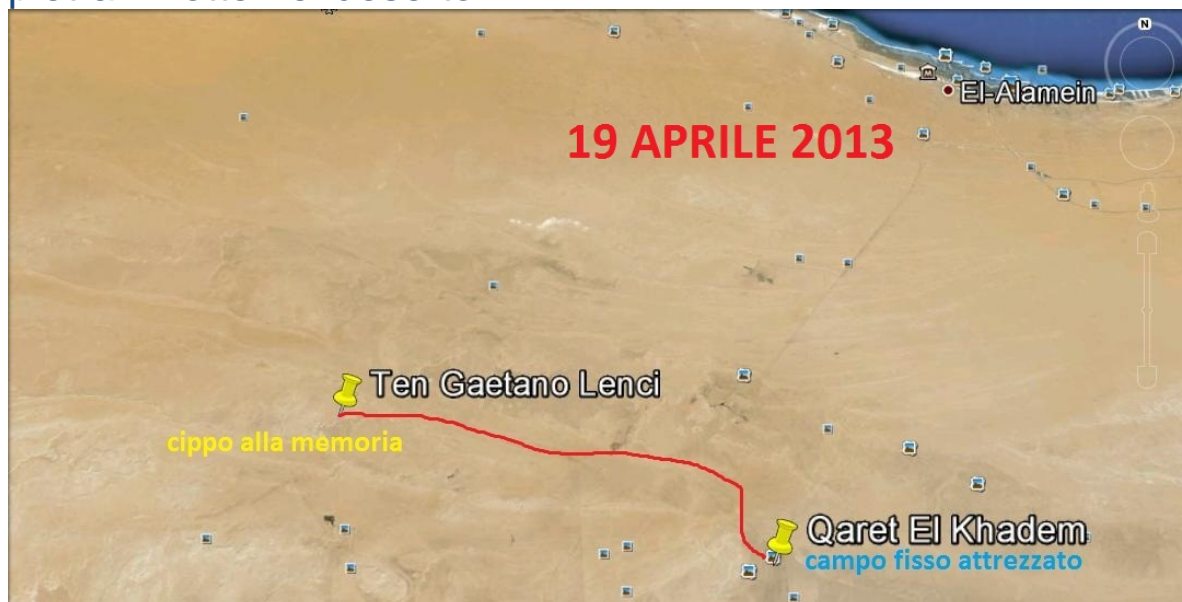 N
El-Alamein
19 APRILE 2013
Ten Gaetano Lenci
cippo alla memoria
Qaret El Khadem
campo fisso attrezzato